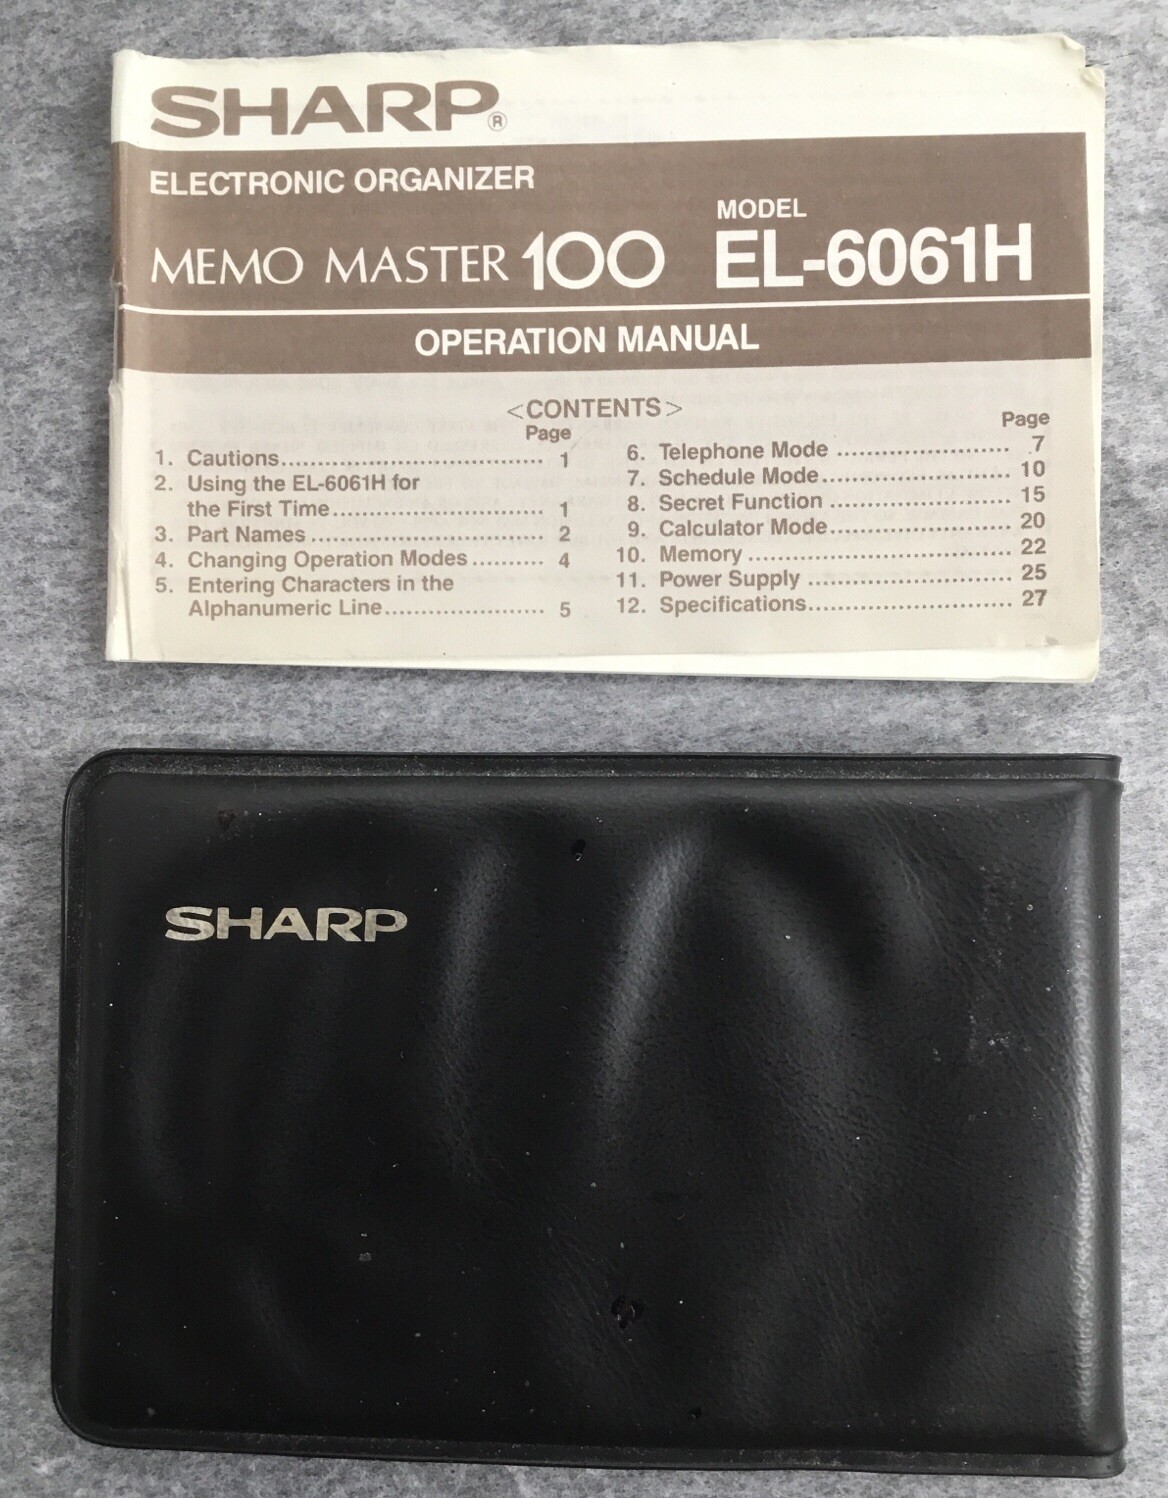 SHARP®
ELECTRONIC ORGANIZER
MEMO MASTER 100
MODEL
EL-6061H
OPERATION MANUAL
<CONTENTS>
Page
1. Cautions.................................. 1
2. Using the EL-6061H for
the First Time........................... 1
3. Part Names .............................. 2
4. Changing Operation Modes.......... 4
5. Entering Characters in the
Alphanumeric Line..................... 5
Page
6. Telephone Mode ....................... 7
7. Schedule Mode......................... 10
8. Secret Function ........................ 15
9. Calculator Mode........................ 20
10. Memory .................................. 22
11. Power Supply ........................... 25
12. Specifications........................... 27
SHARP